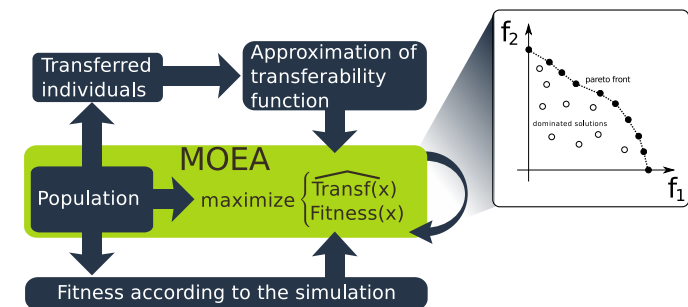 Transferred
individuals
Approximation of
transferability
function
MOEA
Population
maximize
Transf(x)
Fitness(x)
Fitness according to the simulation
f2
pareto front
dominated solutions
f1